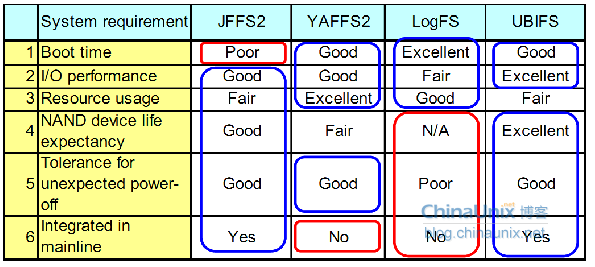 System requirement JFFS2 YAFFS2 LogFS UBIFS
1 Boot time Poor Good Excellent Good
2 I/O performance Good Good Fair Excellent
3 Resource usage Fair Excellent Good Fair
4 NAND device life expectancy Good Fair N/A Excellent
5 Tolerance for unexpected power-off Good Good Poor Good
6 Integrated in mainline Yes No No Yes
ChinaUnix.net 博客
blog.chinaunix.net